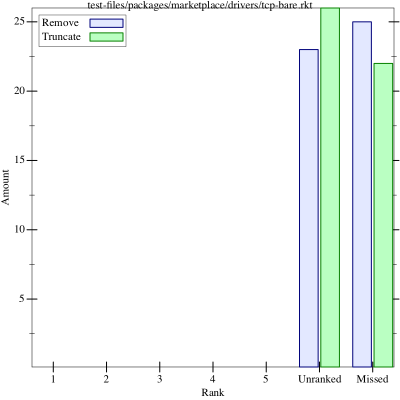 test-files/packages/marketplace/drivers/tcp-bare.rkt
Remove
Truncate
25
20
15
10
5
Amount
1 2 3 4 5 Unranked Missed
Rank